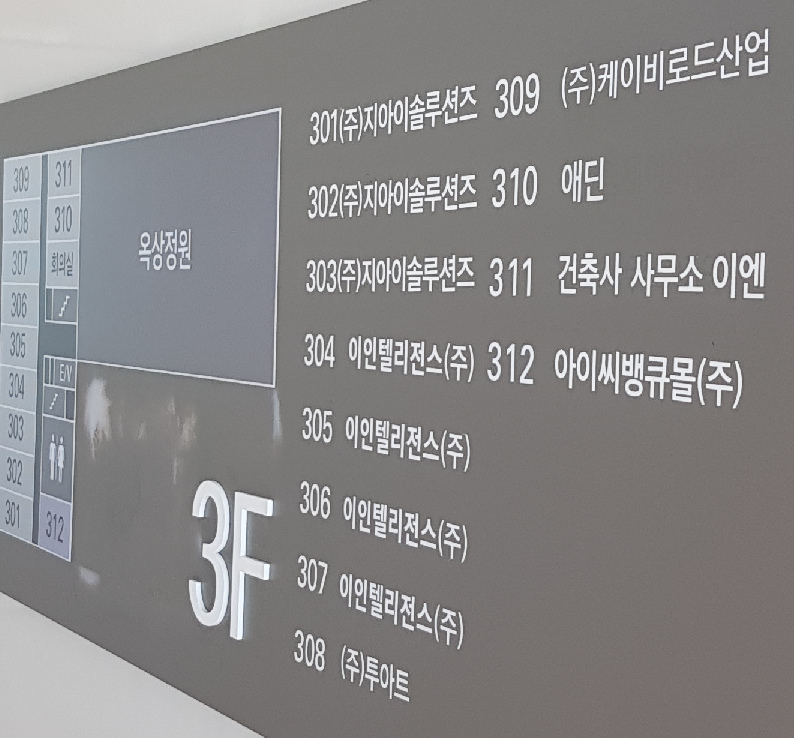 309 311
308 310
307 회의실
306
305
304 E/V
303
302
301 312
옥상정원
3F
301(주)지아이솔루션즈
302(주)지아이솔루션즈
303(주)지아이솔루션즈
304 이인텔리전스(주)
305 이인텔리전스(주)
306 이인텔리전스(주)
307 이인텔리전스(주)
308 (주)투아트
309 (주)케이비로드산업
310 애딘
311 건축사 사무소 이엔
312 아이씨뱅큐몰(주)